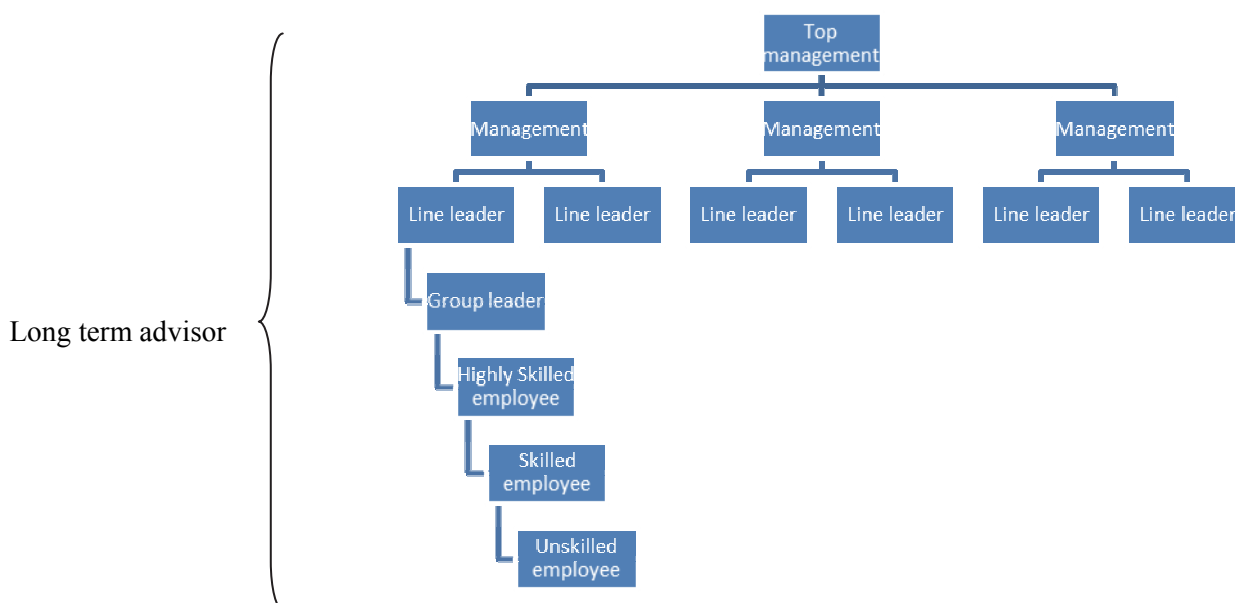 Top
management
Management
Management
Management
Line leader
Line leader
Line leader
Line leader
Line leader
Line leader
Group leader
Long term advisor
Highly Skilled
employee
Skilled
employee
Unskilled
employee